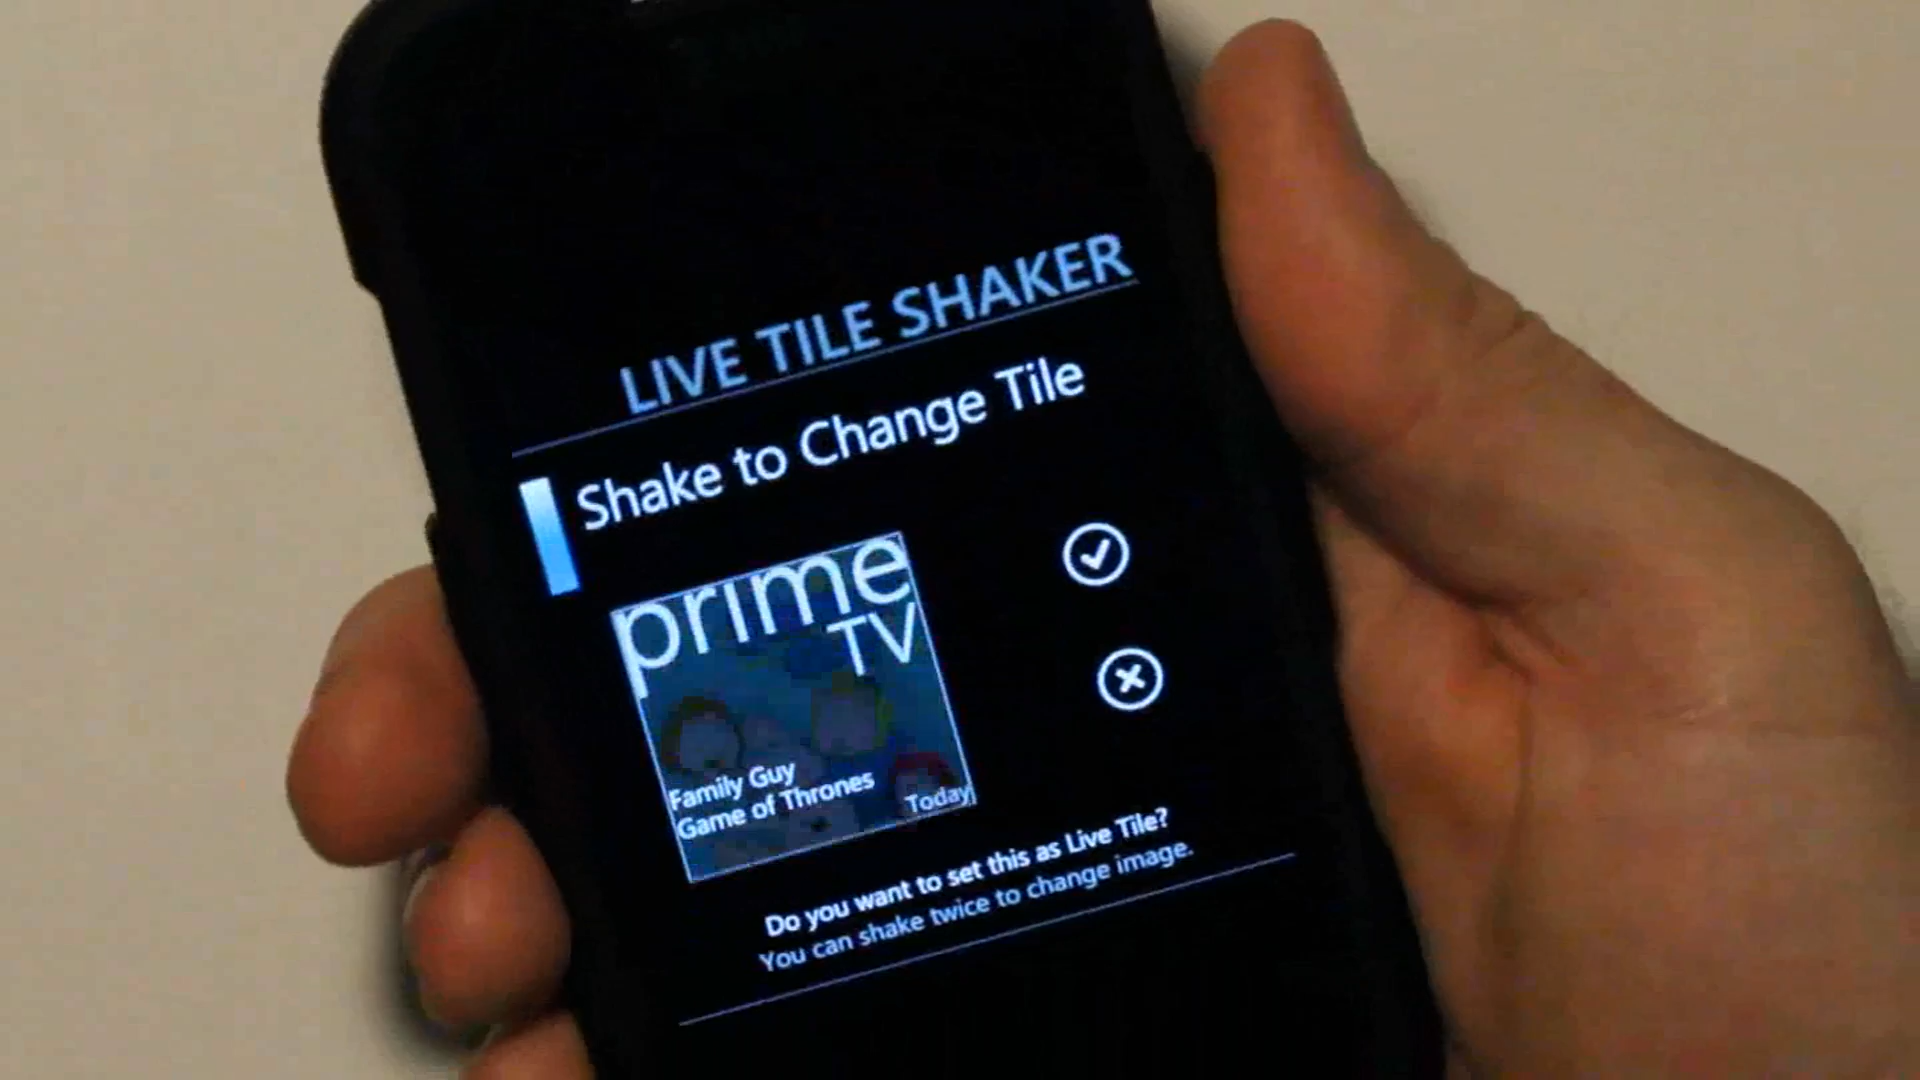 LIVE TILE SHAKER
Shake to Change Tile
prime
TV
Family Guy
Game of Thrones
Today
Do you want to set this as Live Tile?
You can shake twice to change image.